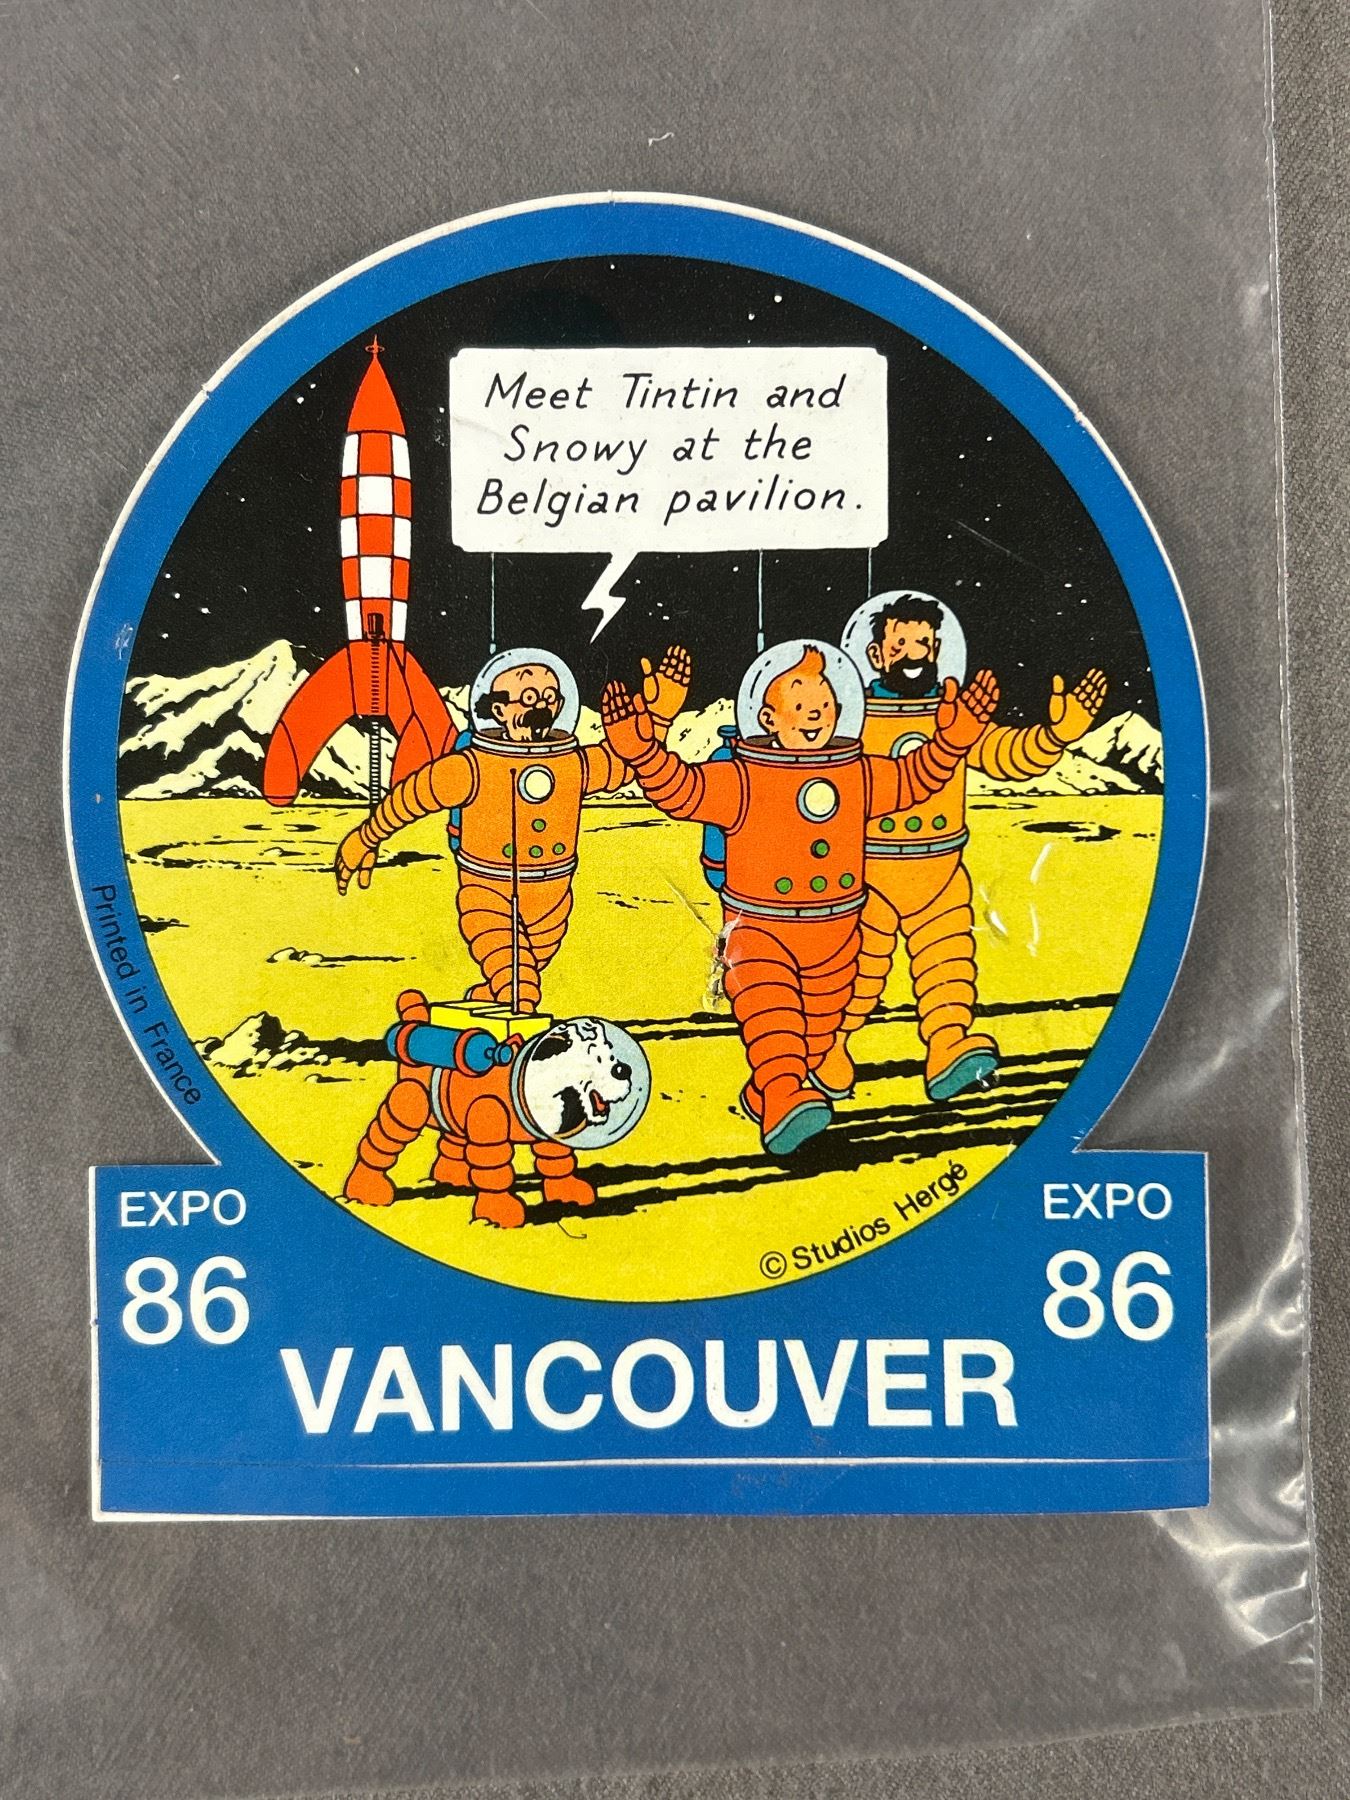 Meet Tintin and
Snowy at the
Belgian pavilion.
Printed in France
© Studios Hergé
EXPO
86
EXPO
86
VANCOUVER